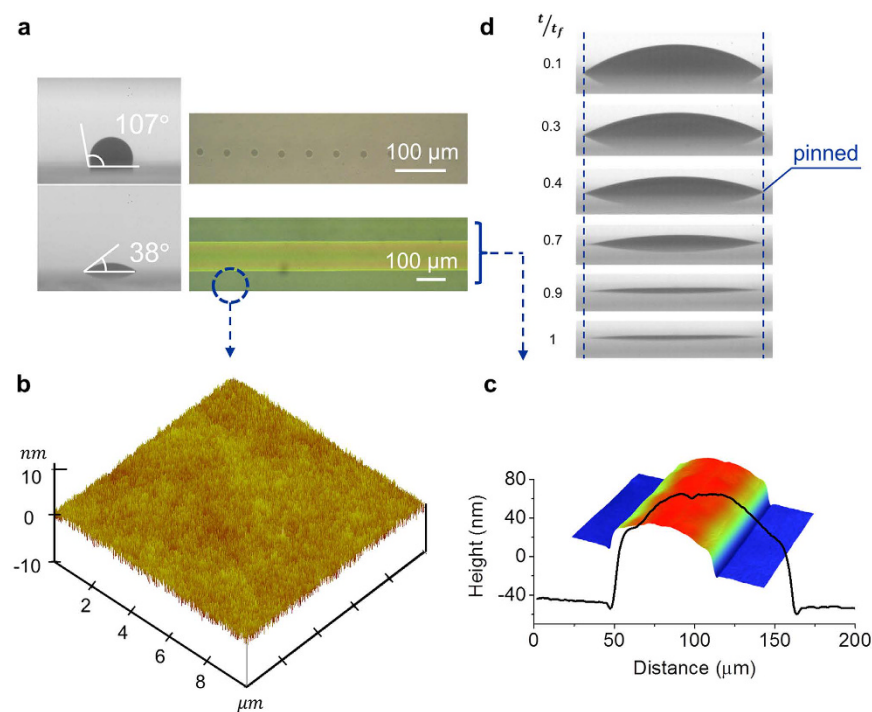 a
107°
100 µm
38°
100 µm
d
t/tf
0.1
0.3
0.4
0.7
0.9
1
pinned
b
nm
10
0
-10
2
4
6
8
µm
c
Height (nm)
80
40
0
-40
0
50
100
150
200
Distance (µm)